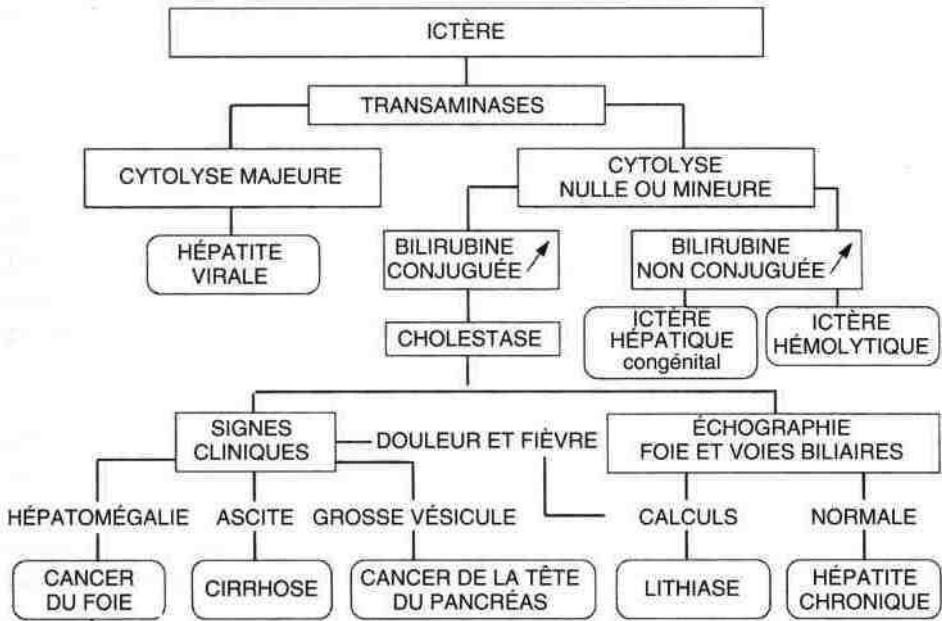 ICTÈRE
TRANSAMINASES
CYTOLYSE MAJEURE
CYTOLYSE
NULLE OU MINEURE
HÉPATITE
VIRALE
BILIRUBINE
CONJUGUÉE
BILIRUBINE
NON CONJUGUÉE
CHOLESTASE
ICTÈRE
HÉPATIQUE
congénital
ICTÈRE
HÉMOLYTIQUE
SIGNES
CLINIQUES
DOULEUR ET FIÈVRE
ÉCHOGRAPHIE
FOIE ET VOIES BILIAIRES
HÉPATOMÉGALIE
ASCITE
GROSSE VÉSICULE
CALCULS
NORMALE
CANCER
DU FOIE
CIRRHOSE
CANCER DE LA TÊTE
DU PANCRÉAS
LITHIASE
HÉPATITE
CHRONIQUE